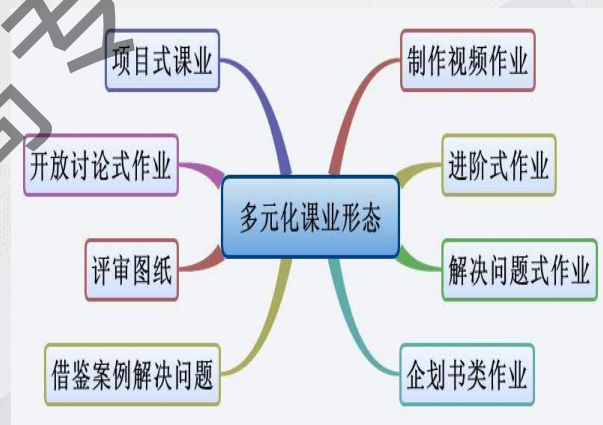 项目式课业
制作视频作业
开放讨论式作业
进阶式作业
多元化课业形态
评审图纸
解决问题式作业
借鉴案例解决问题
企划书类作业